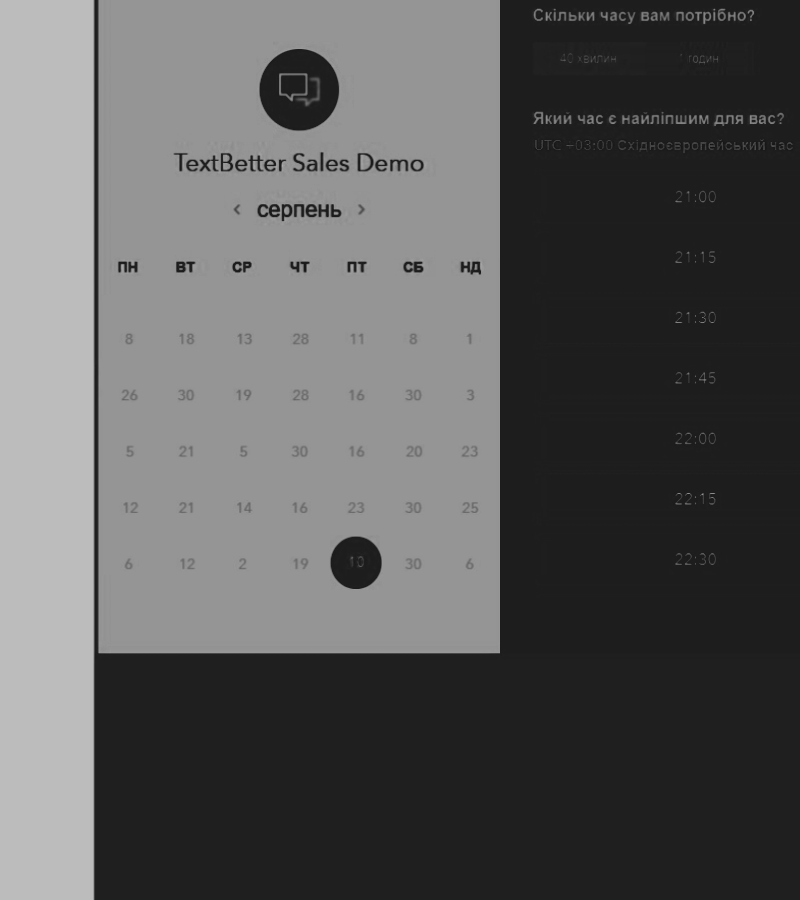 TextBetter Sales Demo
‹ серпень ›
ПН ВТ СР ЧТ ПТ СБ НД
8 18 13 28 11 8 1
26 30 19 28 16 30 3
5 21 5 30 16 20 23
12 21 14 16 23 30 25
6 12 2 19 10 30 6
Скільки часу вам потрібно?
40 хвилин годин
Який час є найліпшим для вас?
UTC −03:00 Східноєвропейський час
21:00
21:15
21:30
21:45
22:00
22:15
22:30